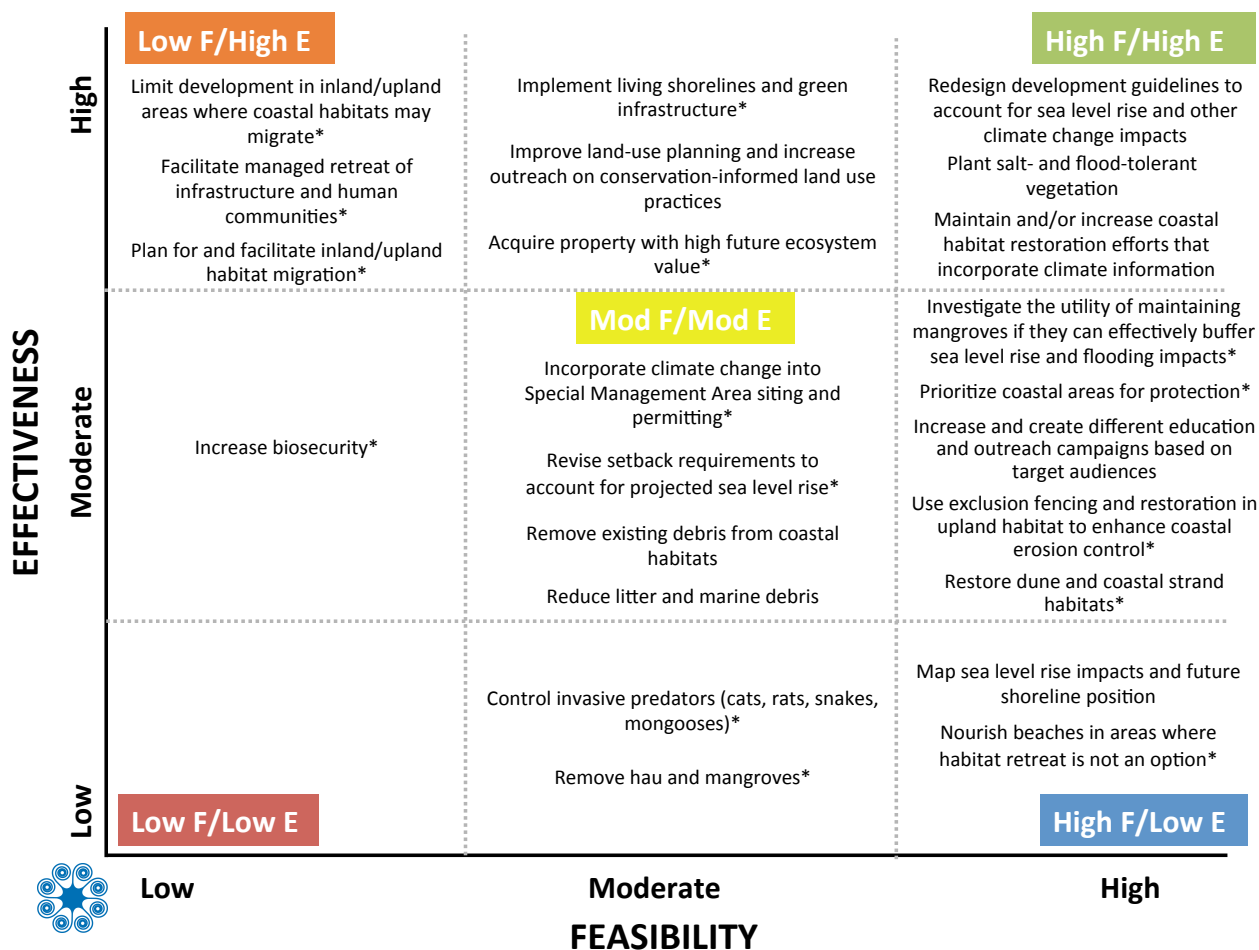 Low F/High E
High F/High E
High
Limit development in inland/upland
areas where coastal habitats may
migrate*
Facilitate managed retreat of
infrastructure and human
communities*
Plan for and facilitate inland/upland
habitat migration*
Implement living shorelines and green
infrastructure*
Improve land-use planning and increase
outreach on conservation-informed land use
practices
Acquire property with high future ecosystem
value*
Redesign development guidelines to
account for sea level rise and other
climate change impacts
Plant salt- and flood-tolerant
vegetation
Maintain and/or increase coastal
habitat restoration efforts that
incorporate climate information
EFFECTIVENESS
Moderate
Increase biosecurity*
Mod F/Mod E
Incorporate climate change into
Special Management Area siting and
permitting*
Revise setback requirements to
account for projected sea level rise*
Remove existing debris from coastal
habitats
Reduce litter and marine debris
Investigate the utility of maintaining
mangroves if they can effectively buffer
sea level rise and flooding impacts*
Prioritize coastal areas for protection*
Increase and create different education
and outreach campaigns based on
target audiences
Use exclusion fencing and restoration in
upland habitat to enhance coastal
erosion control*
Restore dune and coastal strand
habitats*
Low
Low F/Low E
Control invasive predators (cats, rats, snakes,
mongooses)*
Remove hau and mangroves*
Map sea level rise impacts and future
shoreline position
Nourish beaches in areas where
habitat retreat is not an option*
High F/Low E
Low
Moderate
High
FEASIBILITY